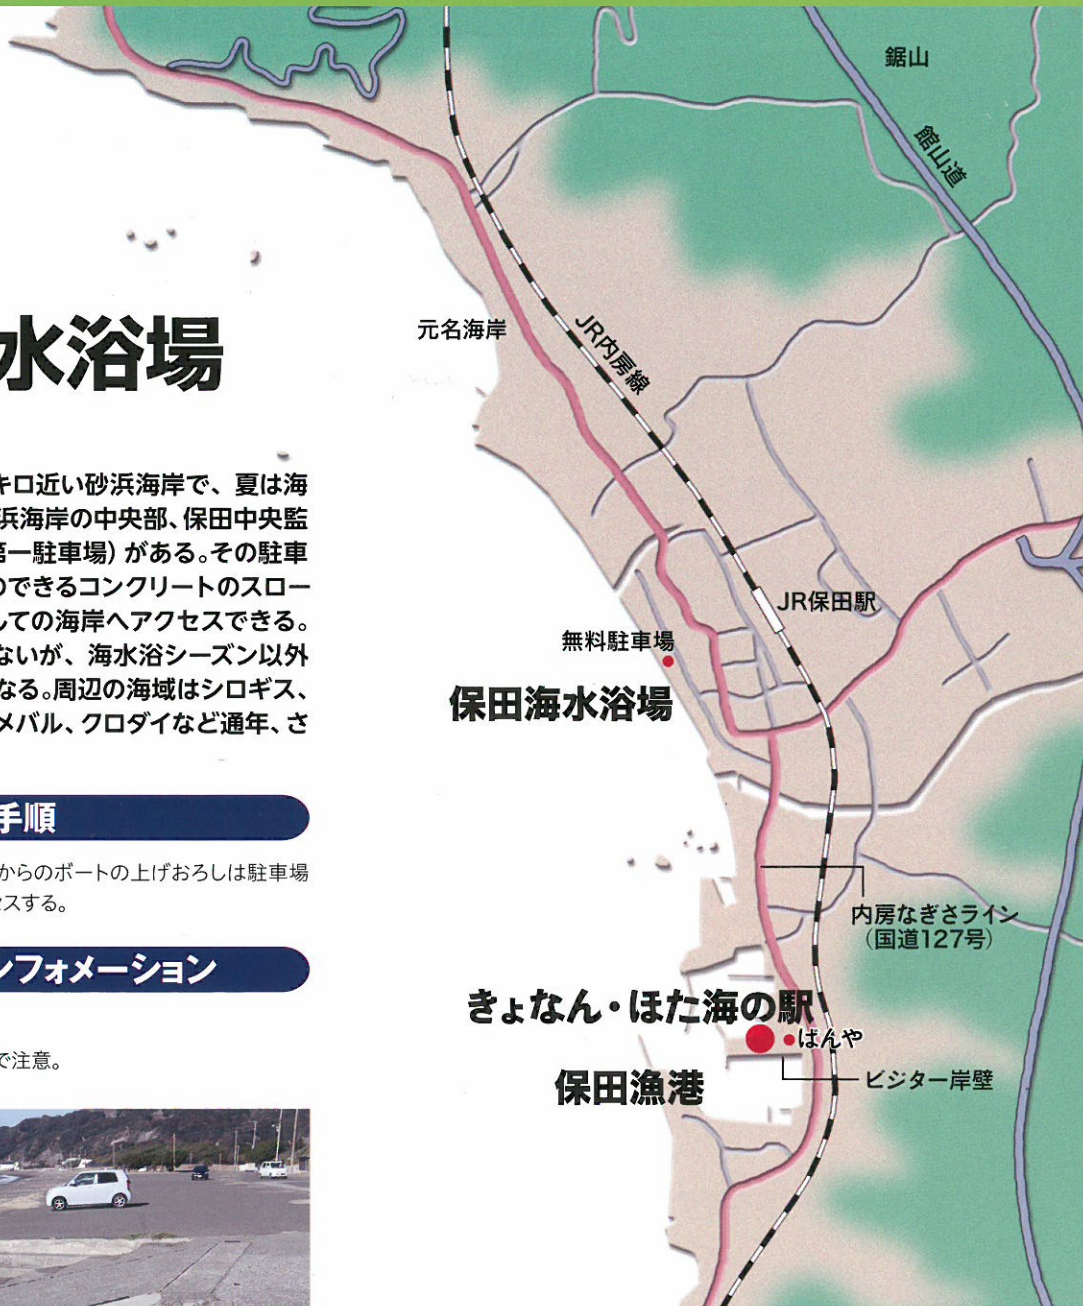 水浴場
キロ近い砂浜海岸で、夏は海
浜海岸の中央部、保田中央監
第一駐車場）がある。その駐車
のできるコンクリートのスロー
しての海岸へアクセスできる。
ないが、海水浴シーズン以外
なる。周辺の海域はシロギス、
メバル、クロダイなど通年、さ
手順
からのボートの上げおろしは駐車場
スする。
ンフォメーション
で注意。
鋸山
館山道
元名海岸
JR内房線
JR保田駅
無料駐車場
保田海水浴場
内房なぎさライン
（国道127号）
きょなん・ほた海の駅
ばんや
保田漁港
ビジター岸壁